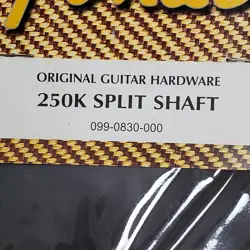 ORIGINAL GUITAR HARDWARE
250K SPLIT SHAFT
099-0830-000